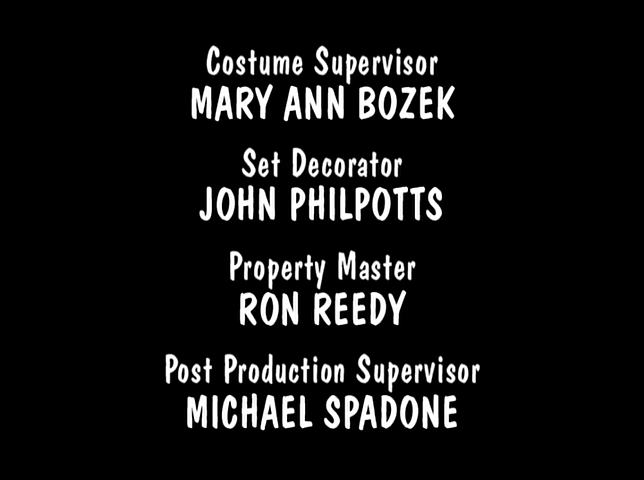 Costume Supervisor
MARY ANN BOZEK
Set Decorator
JOHN PHILPOTTS
Property Master
RON REEDY
Post Production Supervisor
MICHAEL SPADONE